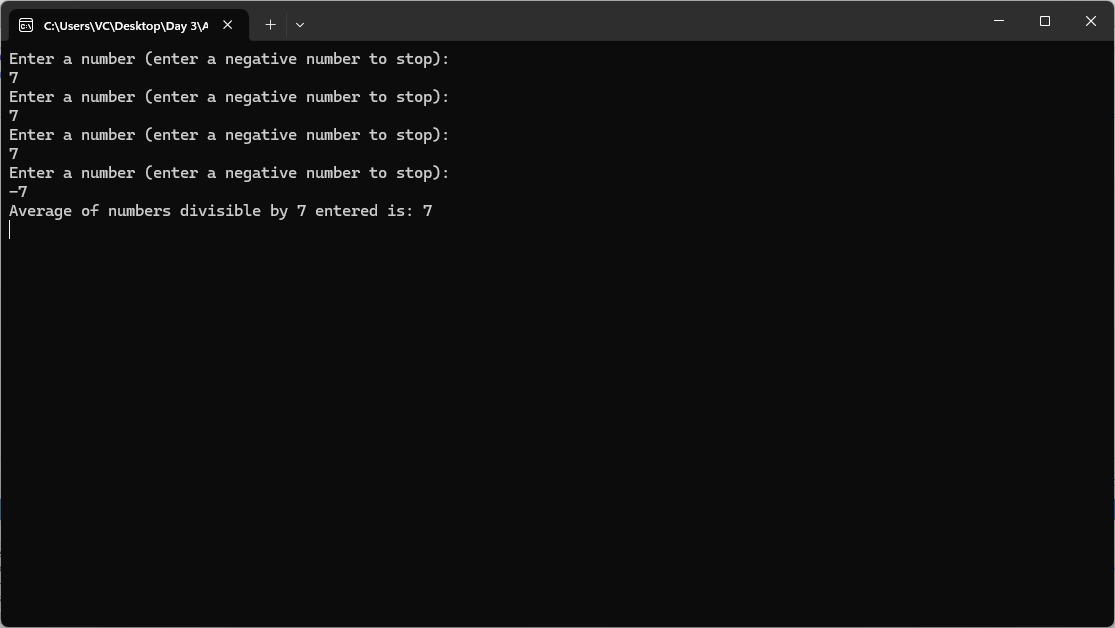 C:\Users\VC\Desktop\Day 3\A
Enter a number (enter a negative number to stop):
7
Enter a number (enter a negative number to stop):
7
Enter a number (enter a negative number to stop):
7
Enter a number (enter a negative number to stop):
-7
Average of numbers divisible by 7 entered is: 7